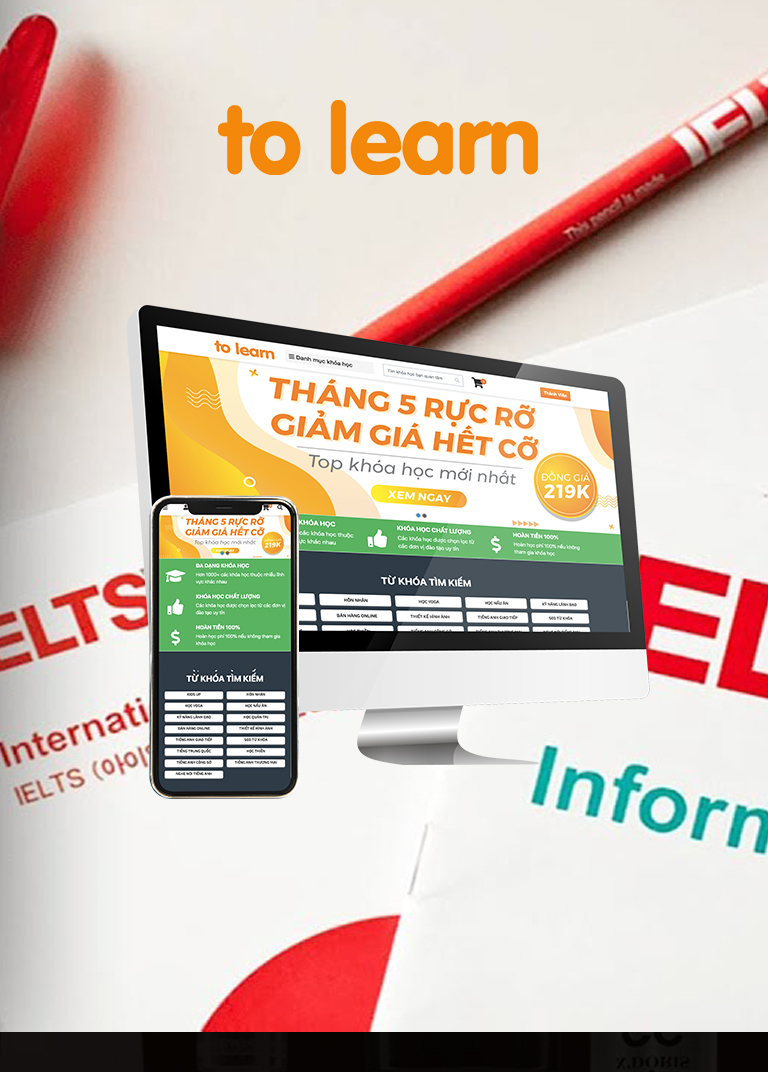 to learn
IELTS
This pencil is made
to learn
Danh mục khóa học
Tìm khóa học bạn quan tâm
Thành Viên
THÁNG 5 RỰC RỠ
GIẢM GIÁ HẾT CỠ
Top khóa học mới nhất
XEM NGAY
ĐỒNG GIÁ
219K
KHÓA HỌC
các khóa học thuộc
ực khác nhau
KHÓA HỌC CHẤT LƯỢNG
Các khóa học được chọn lọc từ
các đơn vị đào tạo uy tín
HOÀN TIỀN 100%
Hoàn học phí 100% nếu không
tham gia khóa học
TỪ KHÓA TÌM KIẾM
HÔN NHÂN
HỌC YOGA
HỌC NẤU ĂN
KỸ NĂNG LÃNH ĐẠO
BÁN HÀNG ONLINE
THIẾT KẾ HÌNH ẢNH
TIẾNG ANH GIAO TIẾP
SEO TỪ KHÓA
THÁNG 5 RỰC RỠ
GIẢM GIÁ HẾT CỠ
Top khóa học mới nhất
219K
ĐA DẠNG KHÓA HỌC
Hơn 1000+ các khóa học thuộc nhiều lĩnh
vực khác nhau
KHÓA HỌC CHẤT LƯỢNG
Các khóa học được chọn lọc từ các đơn vị
đào tạo uy tín
HOÀN TIỀN 100%
Hoàn học phí 100% nếu không tham gia
khóa học
TỪ KHÓA TÌM KIẾM
KIDS UP
HÔN NHÂN
HỌC YOGA
HỌC NẤU ĂN
KỸ NĂNG LÃNH ĐẠO
HỌC QUẢN TRỊ
BÁN HÀNG ONLINE
THIẾT KẾ HÌNH ẢNH
TIẾNG ANH GIAO TIẾP
SEO TỪ KHÓA
TIẾNG TRUNG QUỐC
HỌC THIỀN
TIẾNG ANH CÔNG SỞ
TIẾNG ANH THƯƠNG MẠI
NGHE NÓI TIẾNG ANH
IELTS
Internati
IELTS (아이
EL
Inform